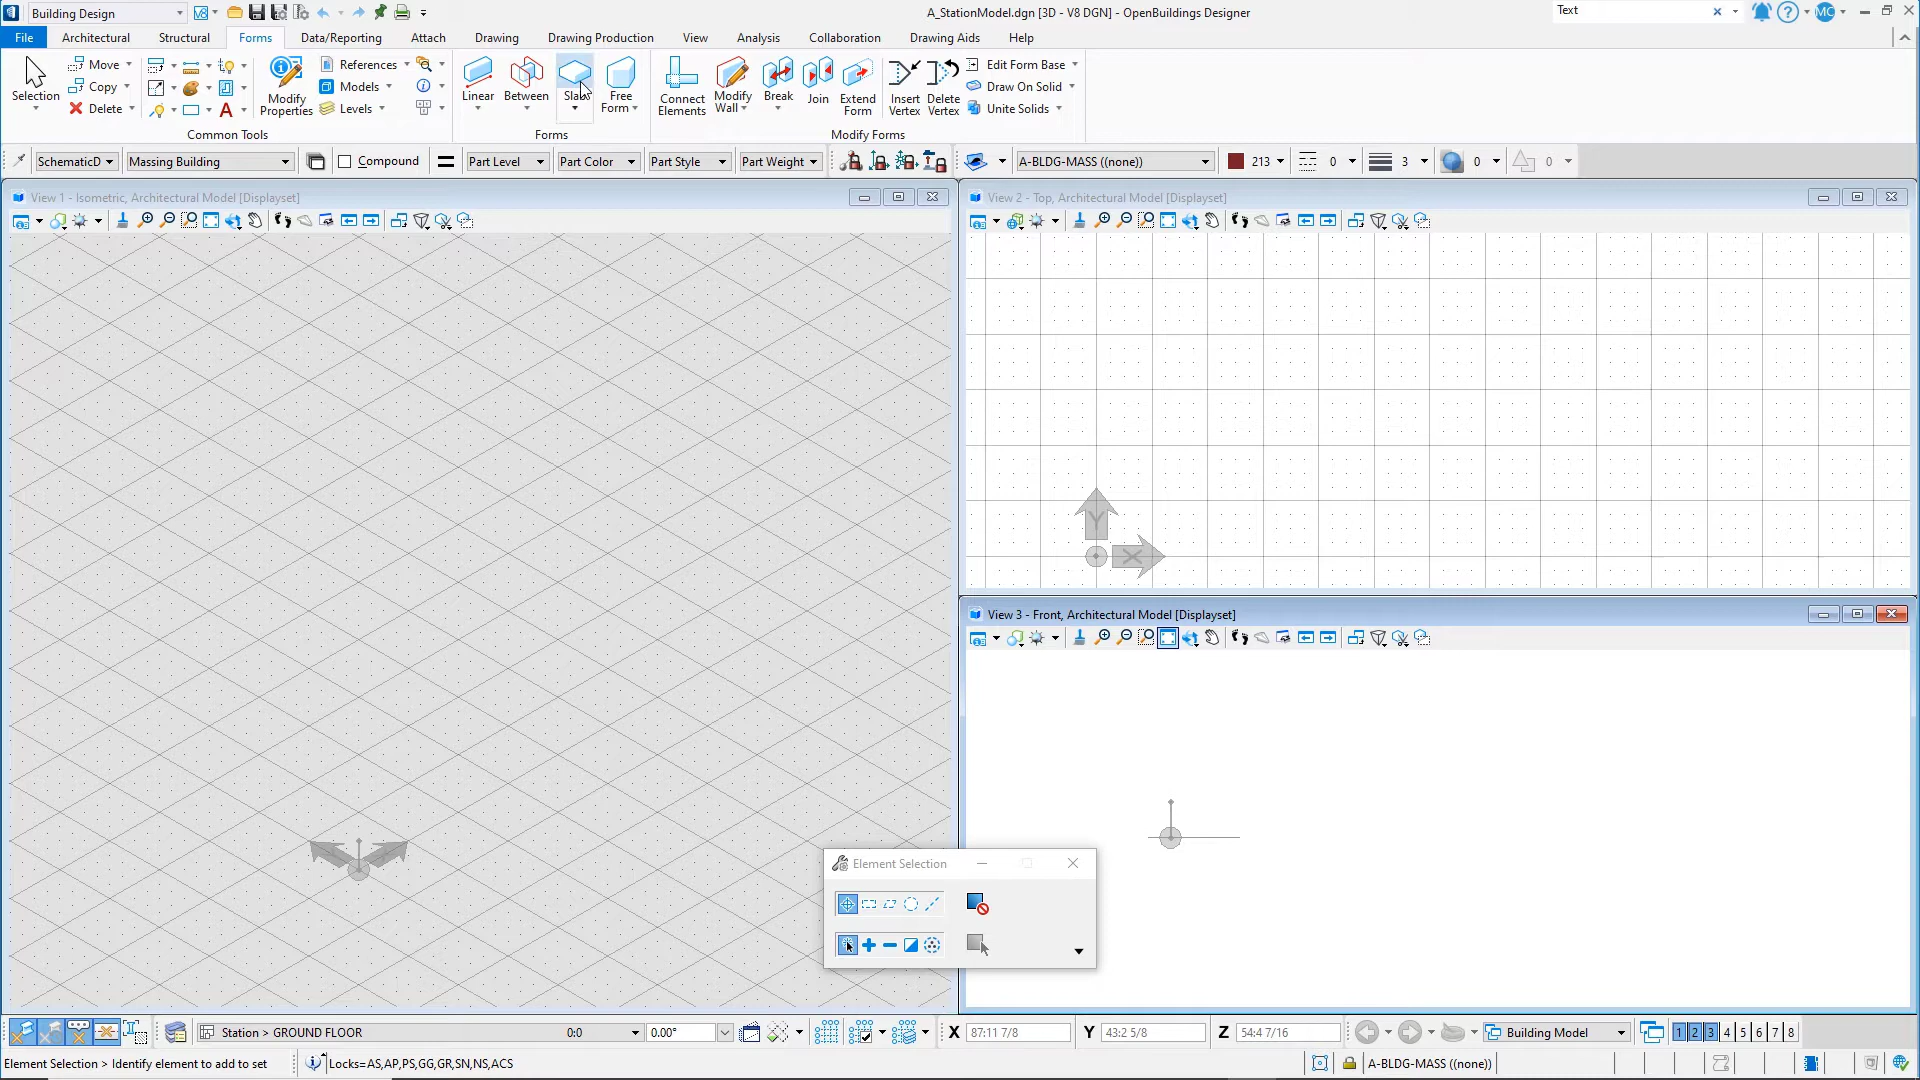 Building Design
A_StationModel.dgn [3D - V8 DGN] - OpenBuildings Designer
Text
MC
File Architectural Structural Forms Data/Reporting Attach Drawing Drawing Production View Analysis Collaboration Drawing Aids Help
Selection
Move
Copy
Delete
Modify
Properties
References
Models
Levels
Common Tools
Linear
Between
Slab
Free
Form
Forms
Connect
Elements
Modify
Wall
Break
Join
Extend
Form
Insert
Vertex
Delete
Vertex
Edit Form Base
Draw On Solid
Unite Solids
Modify Forms
SchematicD Massing Building Compound Part Level Part Color Part Style Part Weight A-BLDG-MASS ((none)) 213 0 3 0 0
View 1 - Isometric, Architectural Model [Displayset]
View 2 - Top, Architectural Model [Displayset]
Y
X
View 3 - Front, Architectural Model [Displayset]
Element Selection
Station > GROUND FLOOR 0:0 0.00° X 87:11 7/8 Y 43:2 5/8 Z 54:4 7/16 Building Model 1 2 3 4 5 6 7 8
Element Selection > Identify element to add to set Locks=AS,AP,PS,GG,GR,SN,NS,ACS A-BLDG-MASS ((none))